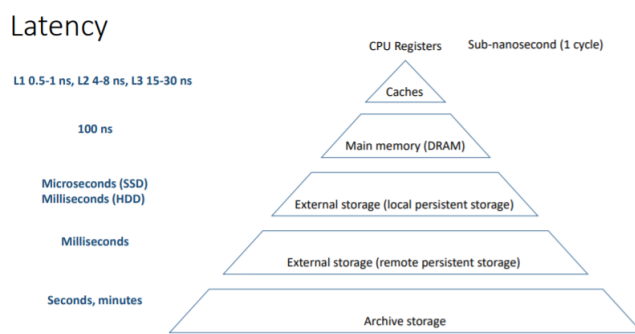 Latency
CPU Registers
Sub-nanosecond (1 cycle)
L1 0.5-1 ns, L2 4-8 ns, L3 15-30 ns
Caches
100 ns
Main memory (DRAM)
Microseconds (SSD)
Milliseconds (HDD)
External storage (local persistent storage)
Milliseconds
External storage (remote persistent storage)
Seconds, minutes
Archive storage